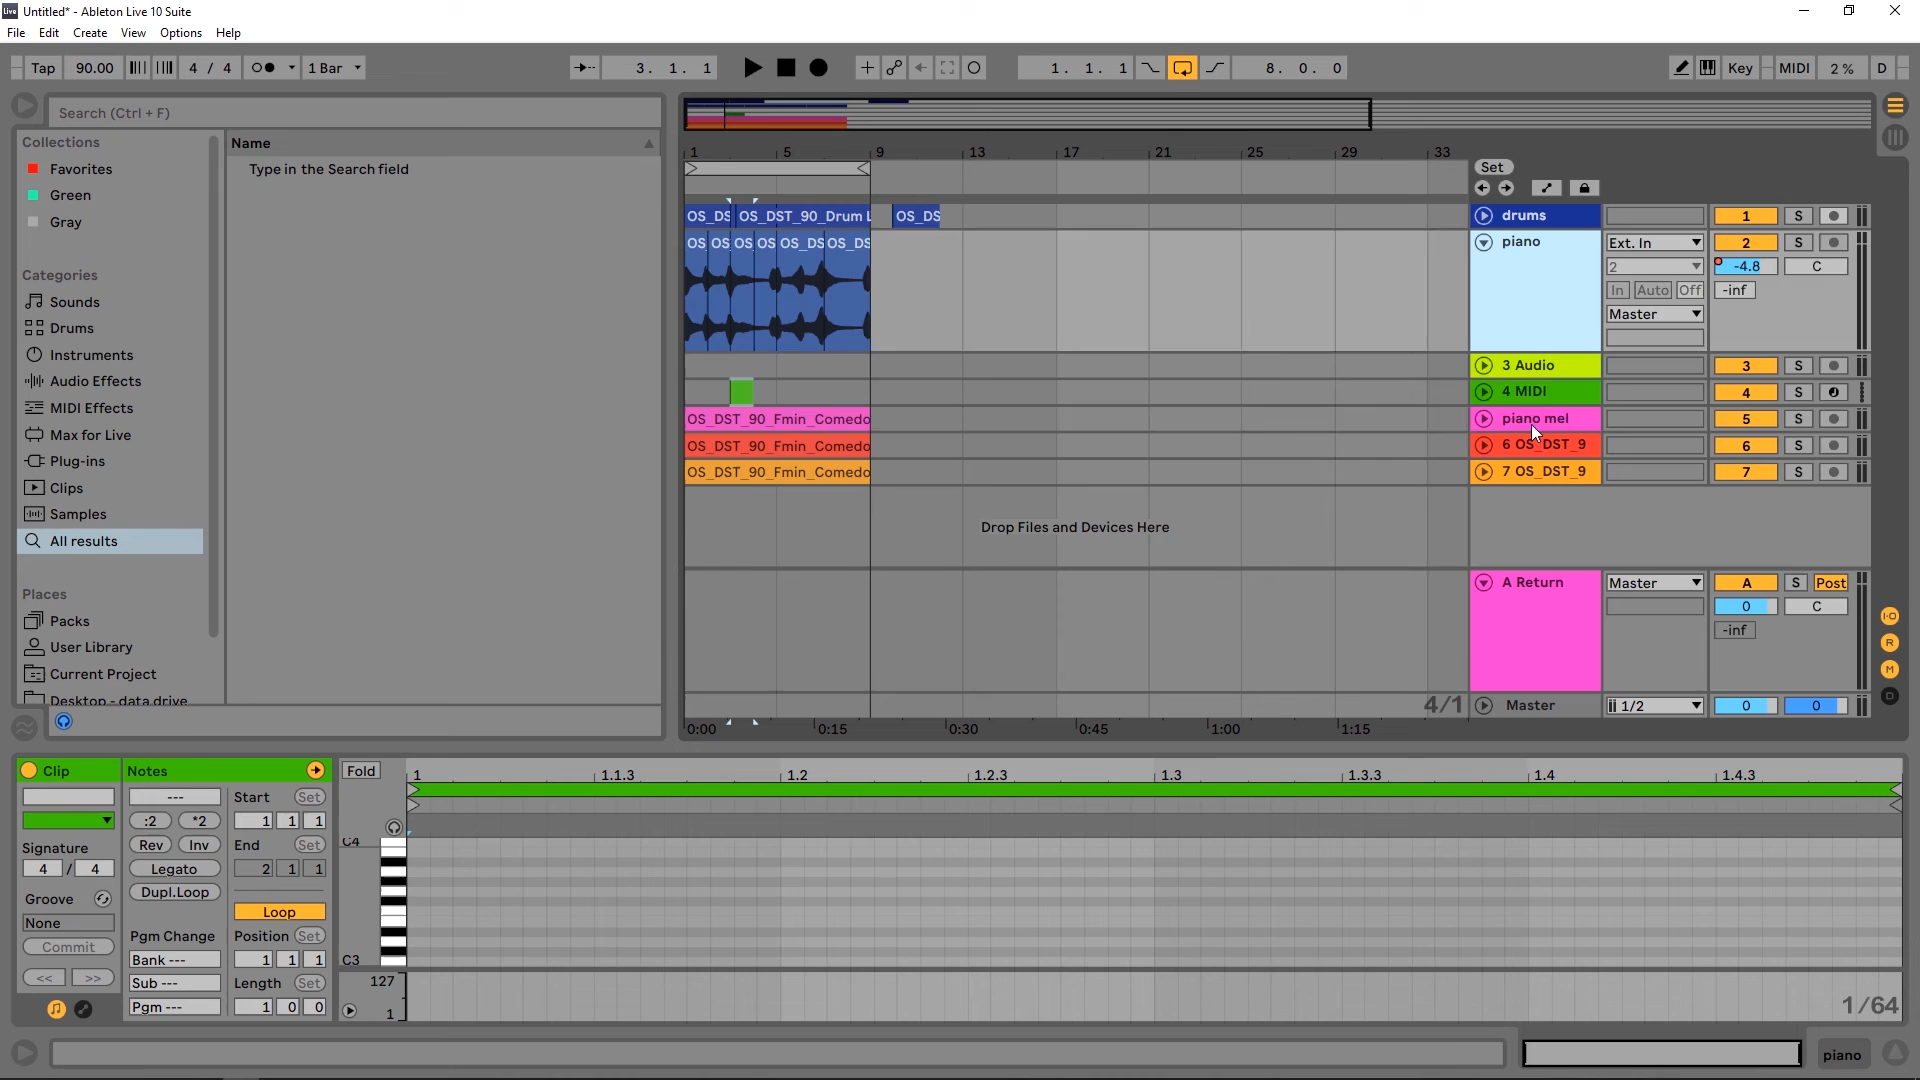 Untitled* - Ableton Live 10 Suite
File Edit Create View Options Help
Tap 90.00 4 / 4 1 Bar 3. 1. 1 1. 1. 1 8. 0. 0 Key MIDI 2 % D
Search (Ctrl + F)
Collections
Favorites
Green
Gray
Categories
Sounds
Drums
Instruments
Audio Effects
MIDI Effects
Max for Live
Plug-ins
Clips
Samples
All results
Places
Packs
User Library
Current Project
Desktop - data drive
Name
Type in the Search field
1 5 9 13 17 21 25 29 33
Set
OS_DS OS_DST_90_Drum L OS_DS drums 1 S
OS OS OS OS OS_DS OS_DS piano Ext. In 2 S
2 -4.8 C
In Auto Off -inf
Master
3 Audio 3 S
4 MIDI 4 S
OS_DST_90_Fmin_Comedo piano mel 5 S
OS_DST_90_Fmin_Comedo 6 OS_DST_9 6 S
OS_DST_90_Fmin_Comedo 7 OS_DST_9 7 S
Drop Files and Devices Here
A Return Master A S Post
0 C
-inf
4/1 Master 1/2 0 0
0:00 0:15 0:30 0:45 1:00 1:15
I·O
R
M
D
Clip
Signature
4 / 4
Groove
None
Commit
<< >>
Notes
---
:2 *2
Rev Inv
Legato
Dupl.Loop
Pgm Change
Bank ---
Sub ---
Pgm ---
Start Set
1 1 1
End Set
2 1 1
Loop
Position Set
1 1 1
Length Set
1 0 0
Fold 1 1.1.3 1.2 1.2.3 1.3 1.3.3 1.4 1.4.3
C4
C3
127
1
1/64
piano